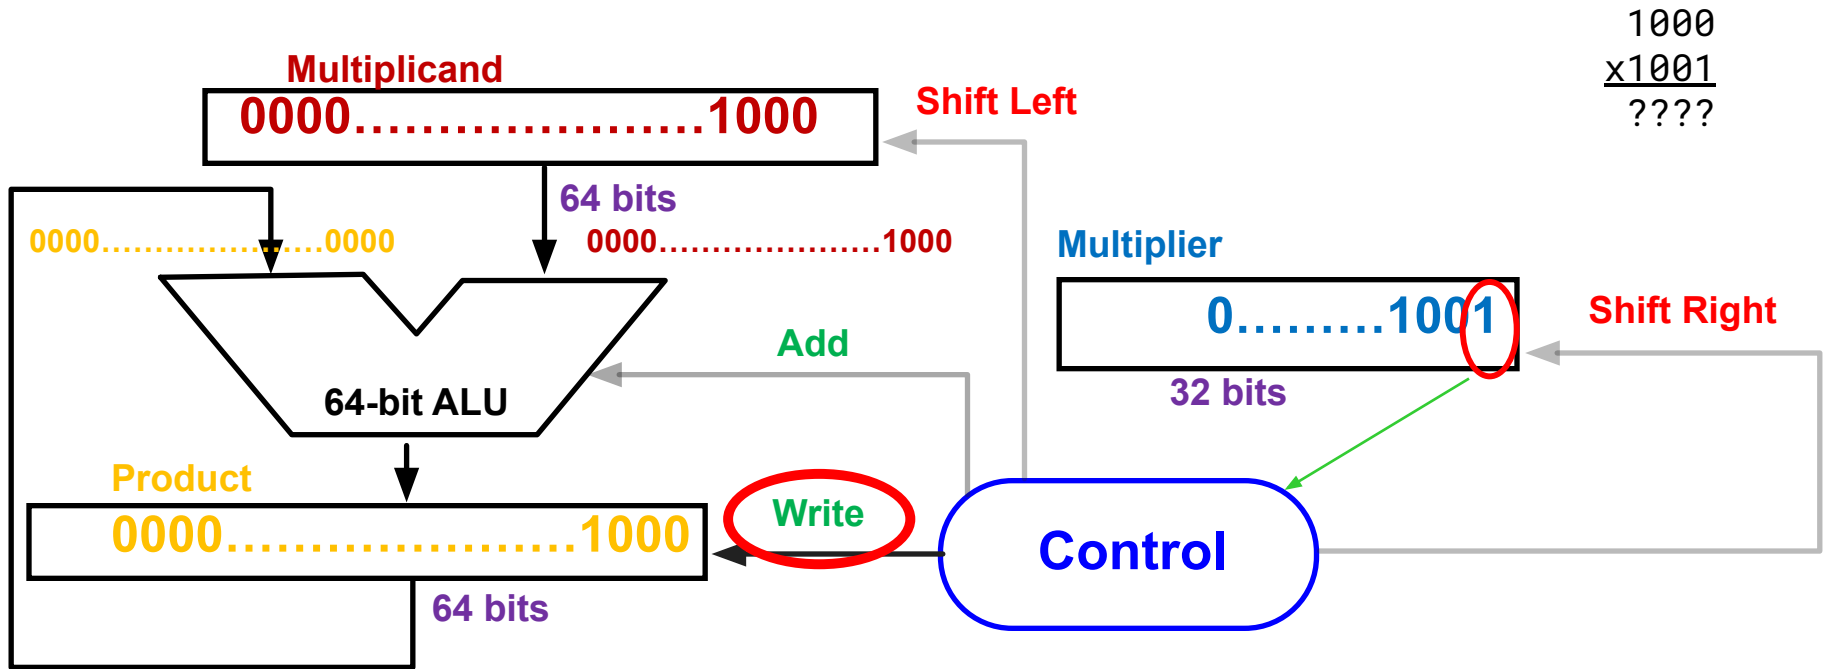 1000
x1001
????
Multiplicand
0000.....................1000
Shift Left
64 bits
0000.....................0000
0000.....................1000
Multiplier
0.........1001
Shift Right
32 bits
Add
64-bit ALU
Product
0000.....................1000
Write
Control
64 bits